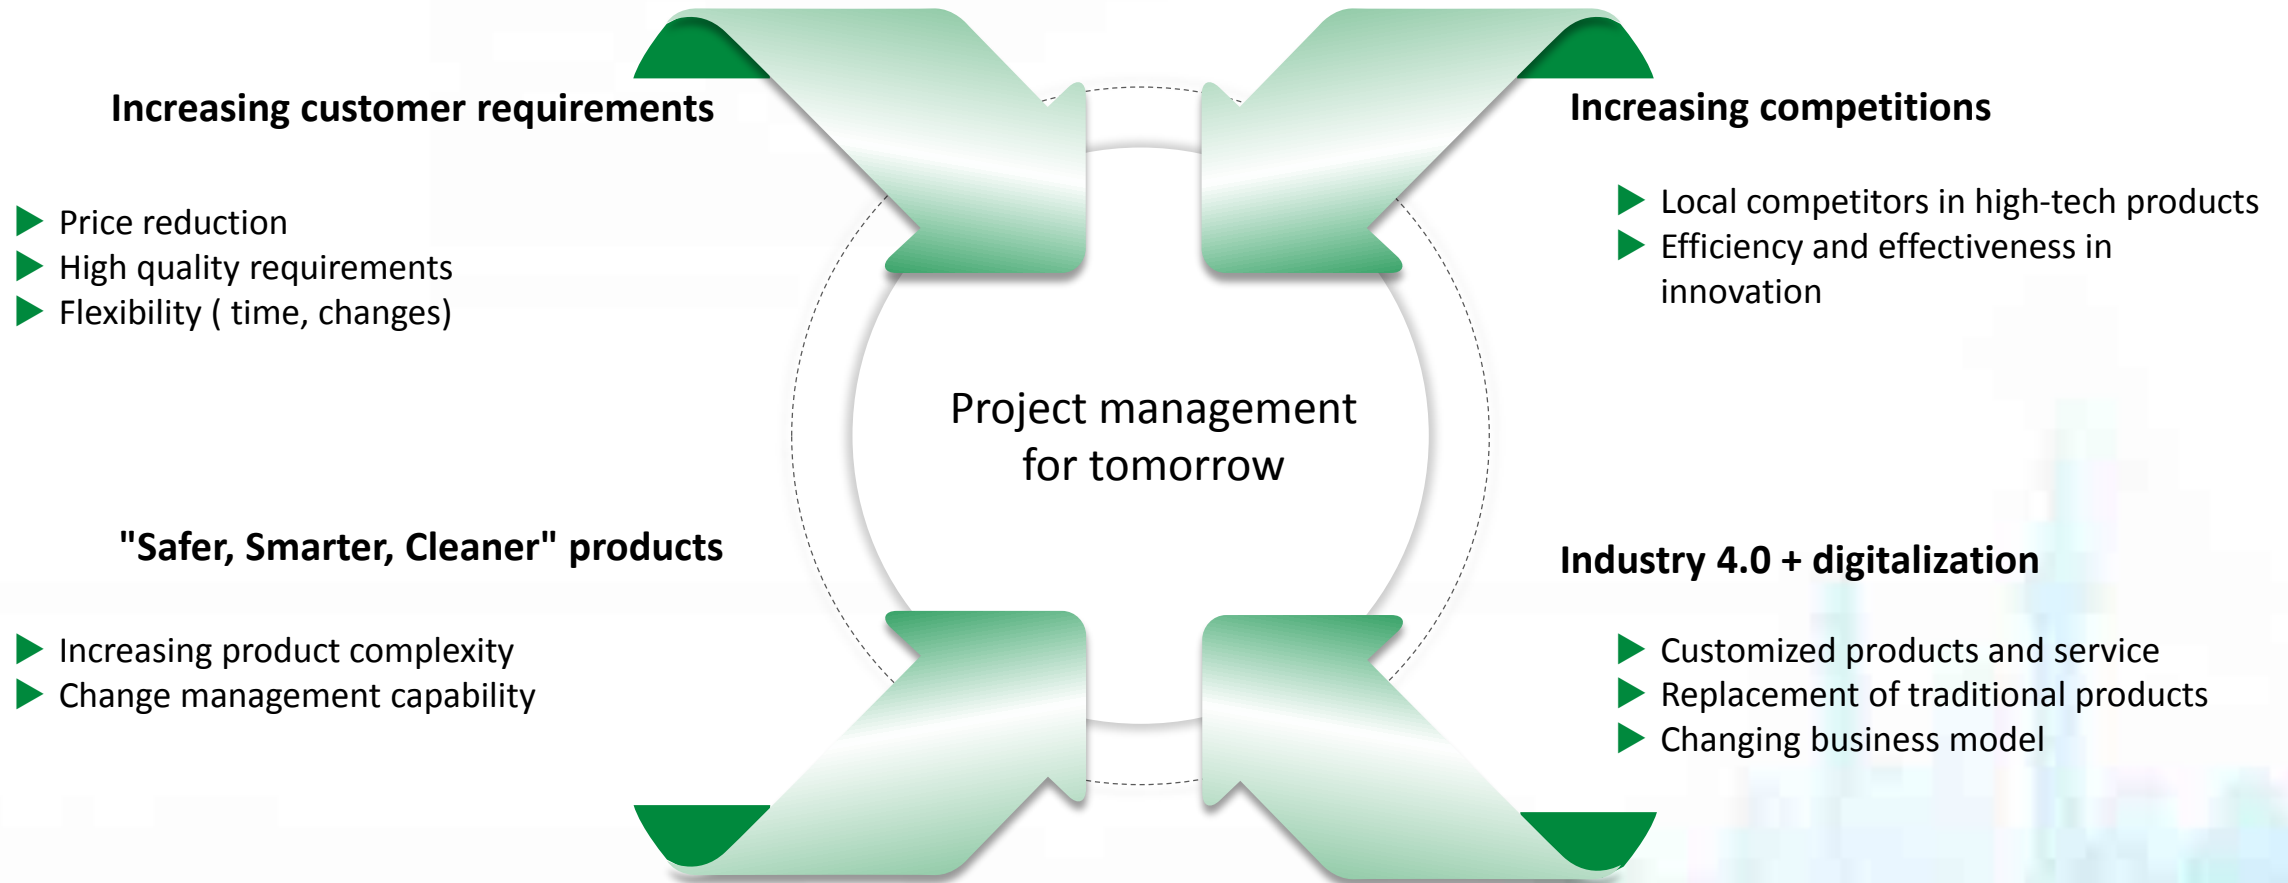 Increasing customer requirements
Price reduction
High quality requirements
Flexibility ( time, changes)
Increasing competitions
Local competitors in high-tech products
Efficiency and effectiveness in
innovation
Project management
for tomorrow
"Safer, Smarter, Cleaner" products
Increasing product complexity
Change management capability
Industry 4.0 + digitalization
Customized products and service
Replacement of traditional products
Changing business model